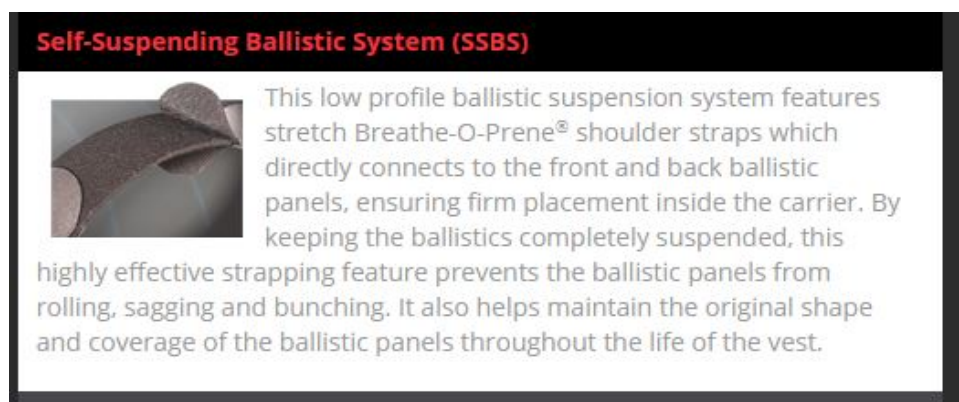 Self-Suspending Ballistic System (SSBS)
This low profile ballistic suspension system features
stretch Breathe-O-Prene® shoulder straps which
directly connects to the front and back ballistic
panels, ensuring firm placement inside the carrier. By
keeping the ballistics completely suspended, this
highly effective strapping feature prevents the ballistic panels from
rolling, sagging and bunching. It also helps maintain the original shape
and coverage of the ballistic panels throughout the life of the vest.